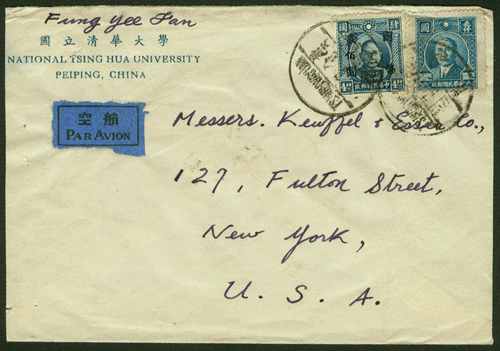 Fung Yee Pan
國立清華大學
NATIONAL TSING HUA UNIVERSITY
PEIPING, CHINA
空航
PAR AVION
Messers. Keuffel & Esser Co.,
127, Fulton Street,
New York,
U. S. A.